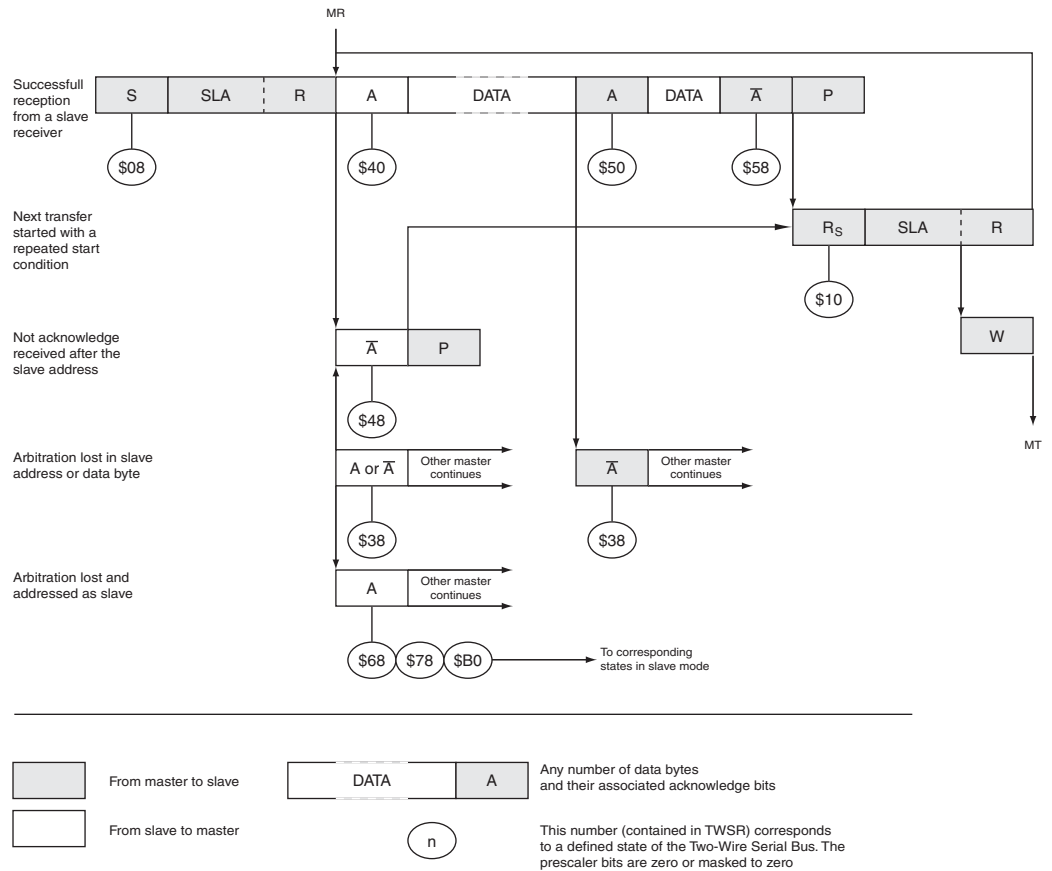 MR
Successfull
reception
from a slave
receiver
S SLA R A DATA A DATA A̅ P
$08 $40 $50 $58
Next transfer
started with a
repeated start
condition
RS SLA R
$10
Not acknowledge
received after the
slave address
A̅ P
W
$48
MT
Arbitration lost in slave
address or data byte
A or A̅
Other master
continues
A̅
Other master
continues
$38 $38
Arbitration lost and
addressed as slave
A
Other master
continues
$68 $78 $B0
To corresponding
states in slave mode
From master to slave
DATA A
Any number of data bytes
and their associated acknowledge bits
From slave to master
n
This number (contained in TWSR) corresponds
to a defined state of the Two-Wire Serial Bus. The
prescaler bits are zero or masked to zero